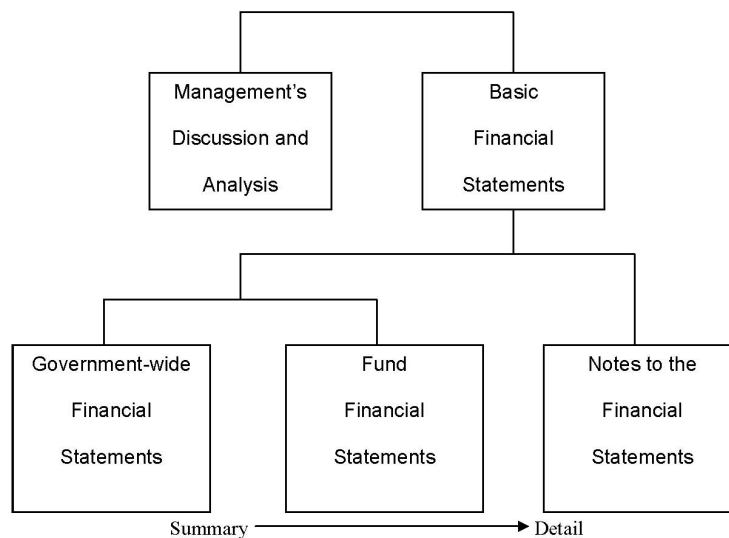 Management's
Discussion and
Analysis
Basic
Financial
Statements
Government-wide
Financial
Statements
Fund
Financial
Statements
Notes to the
Financial
Statements
Summary
Detail